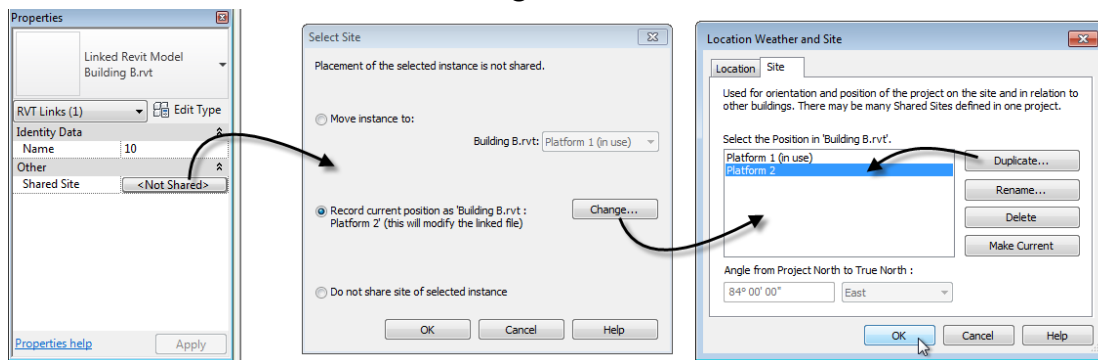 Properties
Linked Revit Model
Building B.rvt
RVT Links (1)
Edit Type
Identity Data
Name 10
Other
Shared Site <Not Shared>
Properties help
Apply
Select Site
Placement of the selected instance is not shared.
Move instance to:
Building B.rvt: Platform 1 (in use)
Record current position as 'Building B.rvt :
Platform 2' (this will modify the linked file)
Change...
Do not share site of selected instance
OK Cancel Help
Location Weather and Site
Location Site
Used for orientation and position of the project on the site and in relation to
other buildings. There may be many Shared Sites defined in one project.
Select the Position in 'Building B.rvt'.
Platform 1 (in use)
Platform 2
Duplicate...
Rename...
Delete
Make Current
Angle from Project North to True North :
84° 00' 00" East
OK Cancel Help